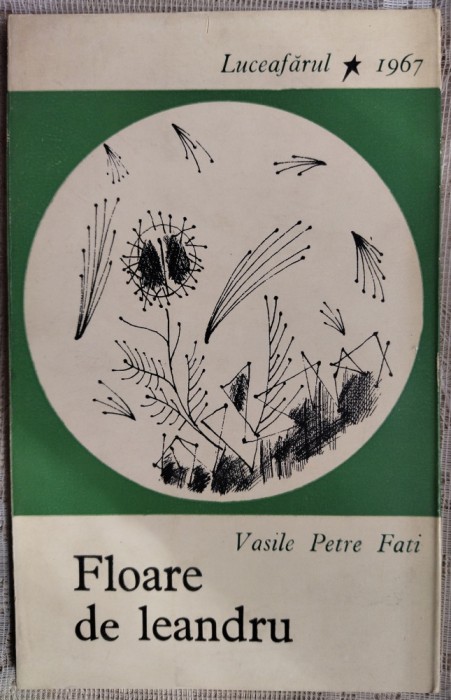 Luceafărul ★ 1967
Vasile Petre Fati
Floare
de leandru